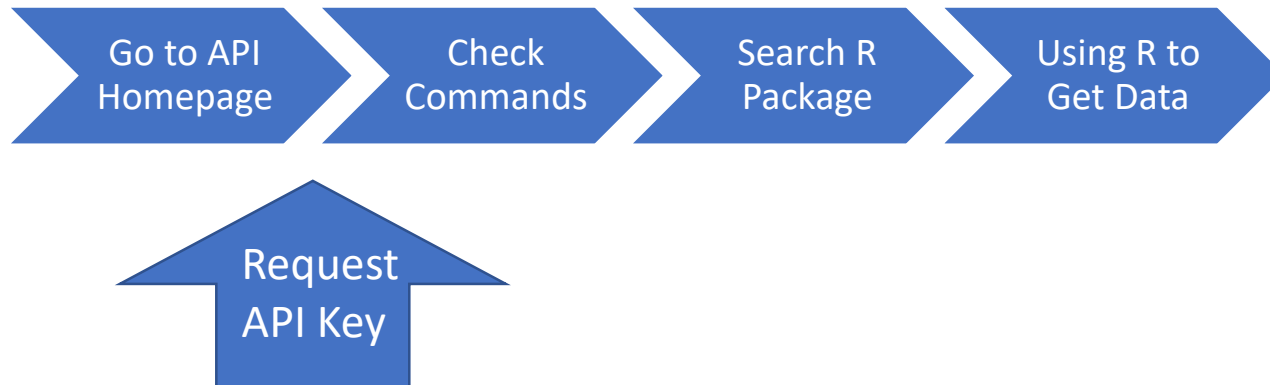 Go to API
Homepage
Check
Commands
Search R
Package
Using R to
Get Data
Request
API Key